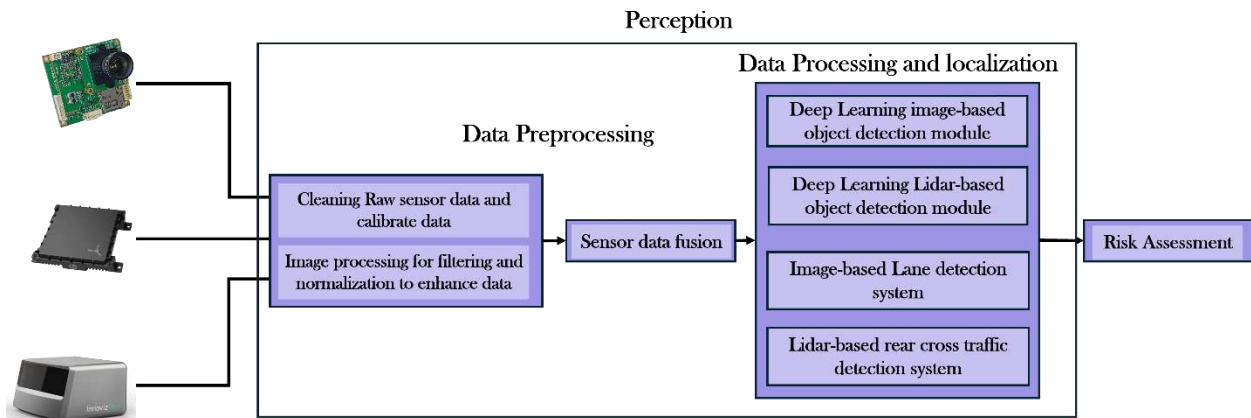 Perception
Data Preprocessing
Cleaning Raw sensor data and
calibrate data
Image processing for filtering and
normalization to enhance data
Sensor data fusion
Data Processing and localization
Deep Learning image-based
object detection module
Deep Learning Lidar-based
object detection module
Image-based Lane detection
system
Lidar-based rear cross traffic
detection system
Risk Assessment
Innoviz